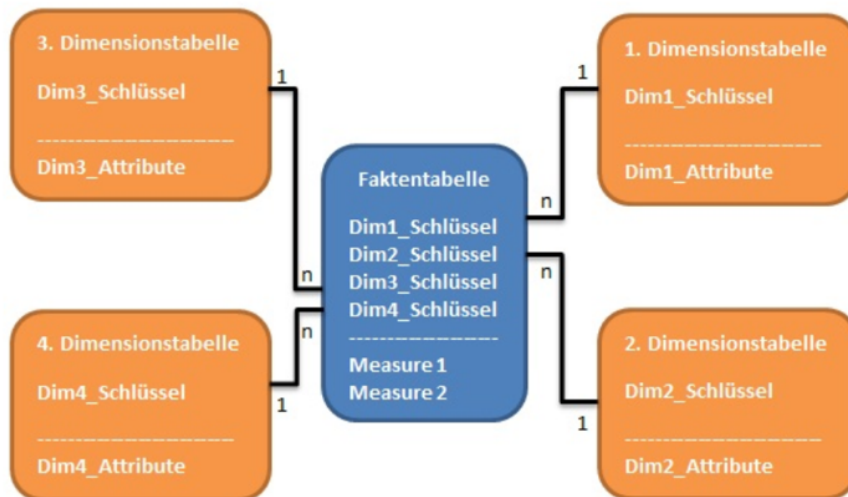 3. Dimensionstabelle
Dim3_Schlüssel
Dim3_Attribute
1
n
1. Dimensionstabelle
Dim1_Schlüssel
Dim1_Attribute
1
n
Faktentabelle
Dim1_Schlüssel
Dim2_Schlüssel
Dim3_Schlüssel
Dim4_Schlüssel
Measure 1
Measure 2
4. Dimensionstabelle
Dim4_Schlüssel
Dim4_Attribute
n
1
2. Dimensionstabelle
Dim2_Schlüssel
Dim2_Attribute
n
1